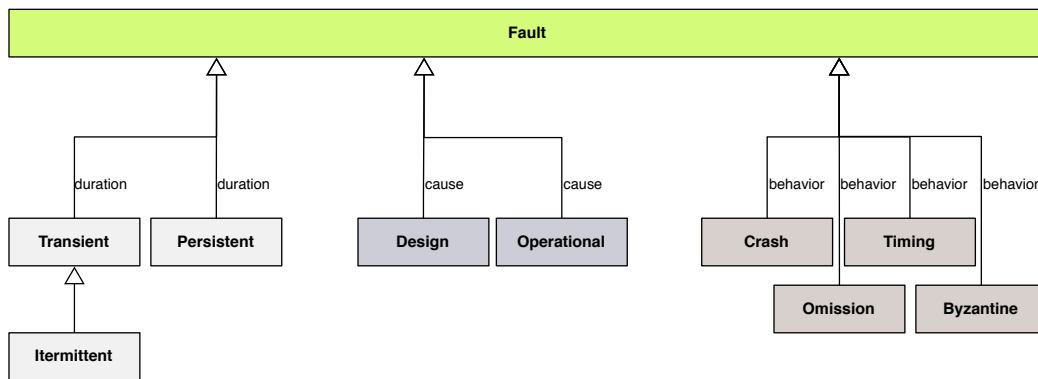 Fault
duration duration cause cause behavior behavior behavior behavior
Transient Persistent Design Operational Crash Timing
Omission Byzantine
Itermittent